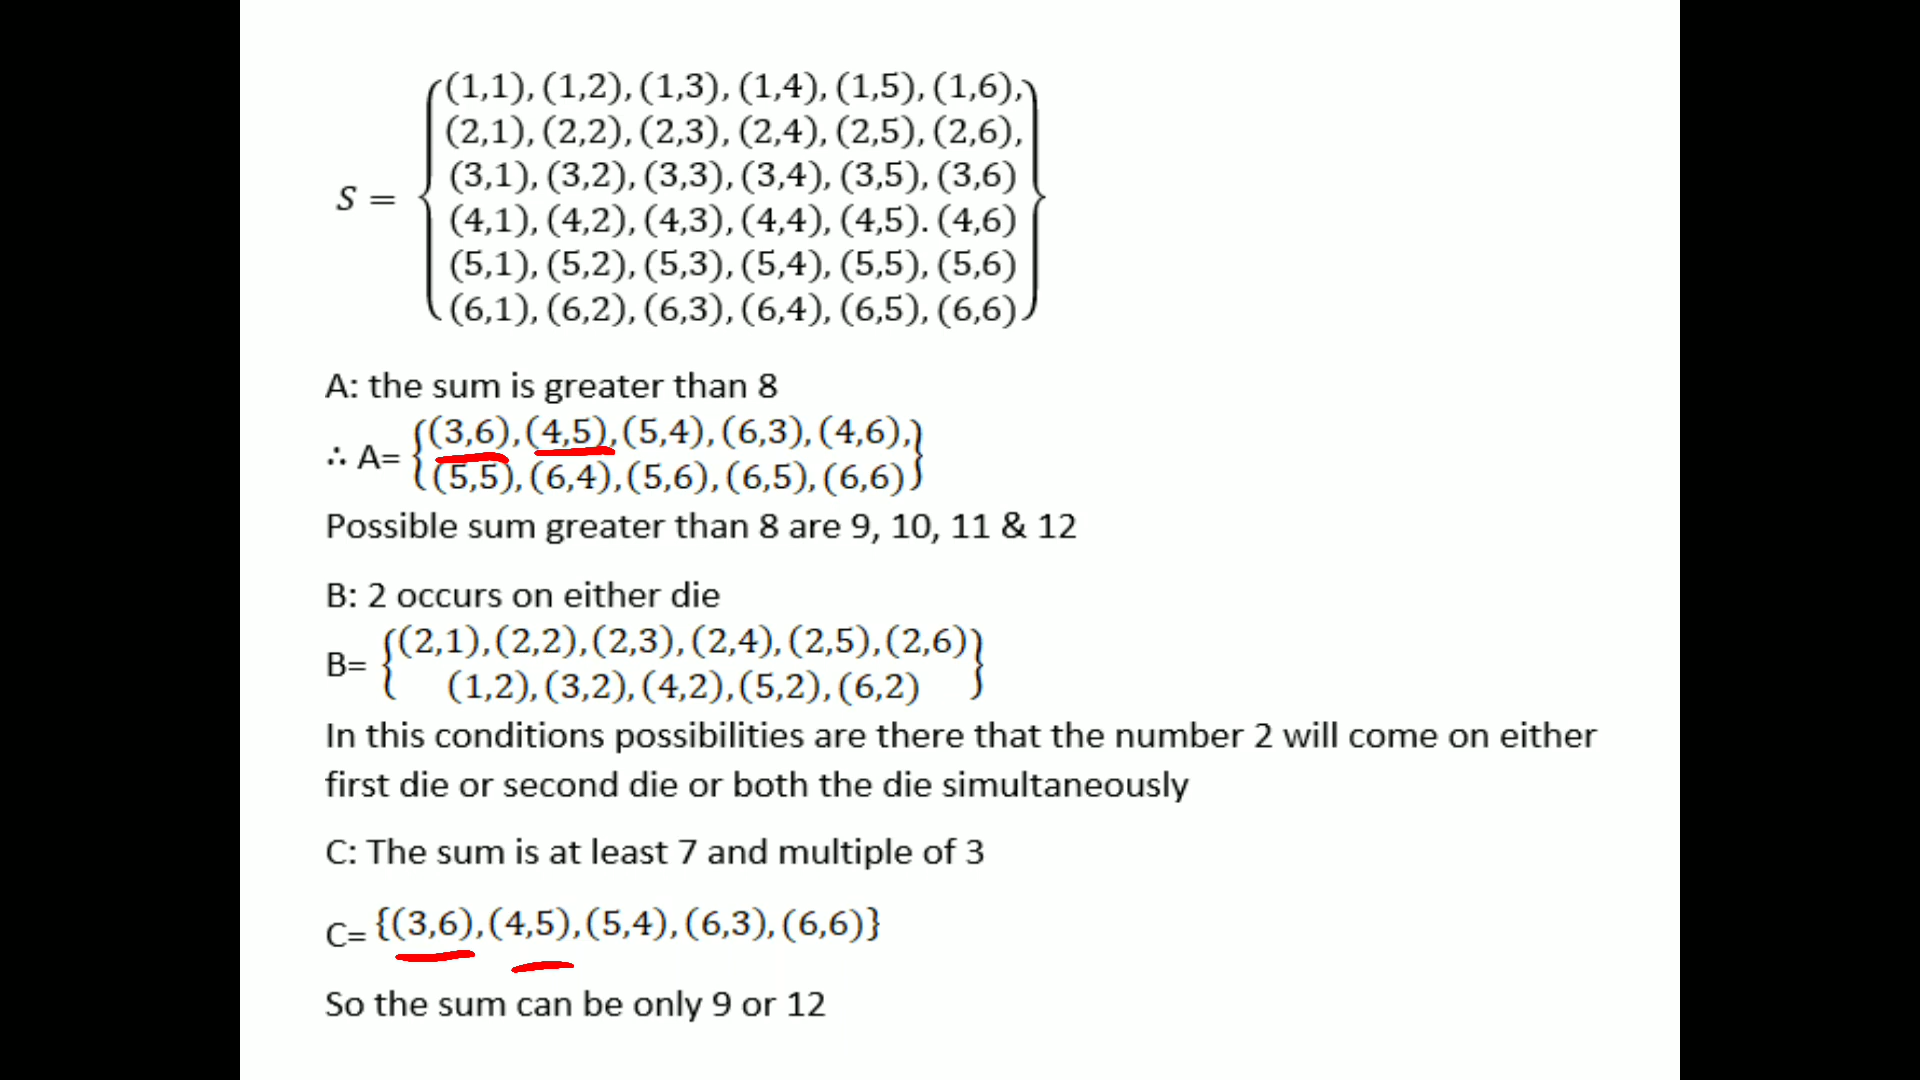 (1,1), (1,2), (1,3), (1,4), (1,5), (1,6),
(2,1), (2,2), (2,3), (2,4), (2,5), (2,6),
(3,1), (3,2), (3,3), (3,4), (3,5), (3,6)
S =
(4,1), (4,2), (4,3), (4,4), (4,5). (4,6)
(5,1), (5,2), (5,3), (5,4), (5,5), (5,6)
(6,1), (6,2), (6,3), (6,4), (6,5), (6,6)
A: the sum is greater than 8
∴ A= {(3,6), (4,5), (5,4), (6,3), (4,6),
(5,5), (6,4), (5,6), (6,5), (6,6)}
Possible sum greater than 8 are 9, 10, 11 & 12
B: 2 occurs on either die
B= {(2,1), (2,2), (2,3), (2,4), (2,5), (2,6)
(1,2), (3,2), (4,2), (5,2), (6,2)}
In this conditions possibilities are there that the number 2 will come on either
first die or second die or both the die simultaneously
C: The sum is at least 7 and multiple of 3
C= {(3,6), (4,5), (5,4), (6,3), (6,6)}
So the sum can be only 9 or 12